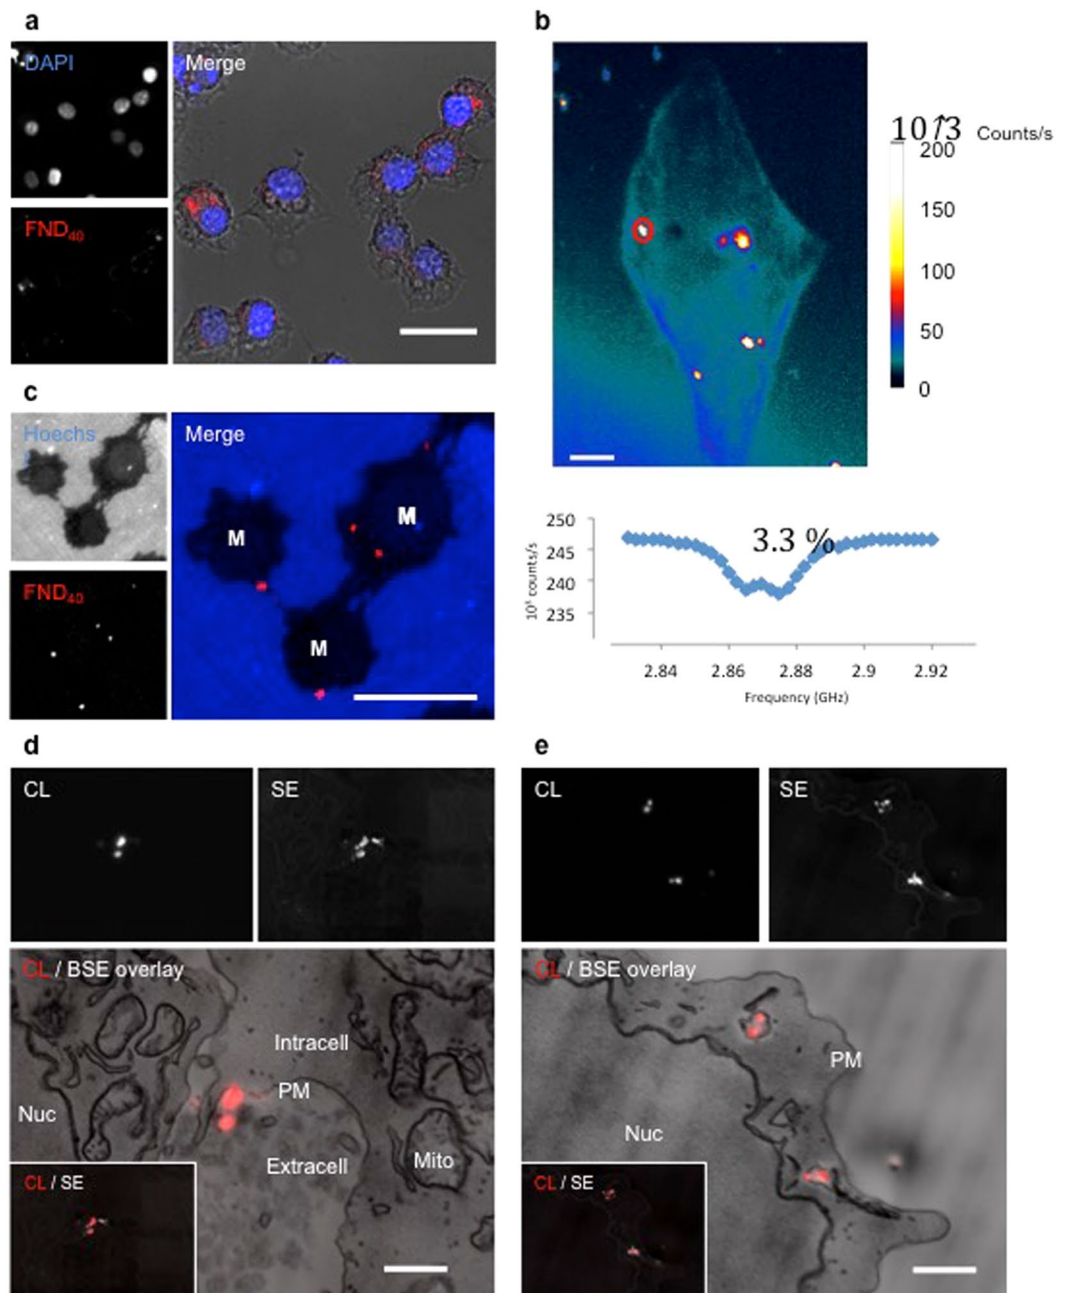 a
DAPI
Merge
FND₄₀
b
10↑3 Counts/s
200
150
100
50
0
c
Hoechs
Merge
M
M
M
FND₄₀
250
245
240
235
3.3 %
10³ counts/s
2.84 2.86 2.88 2.9 2.92
Frequency (GHz)
d
CL
SE
CL / BSE overlay
Intracell
PM
Nuc
Extracell
Mito
CL / SE
e
CL
SE
CL / BSE overlay
PM
Nuc
CL / SE